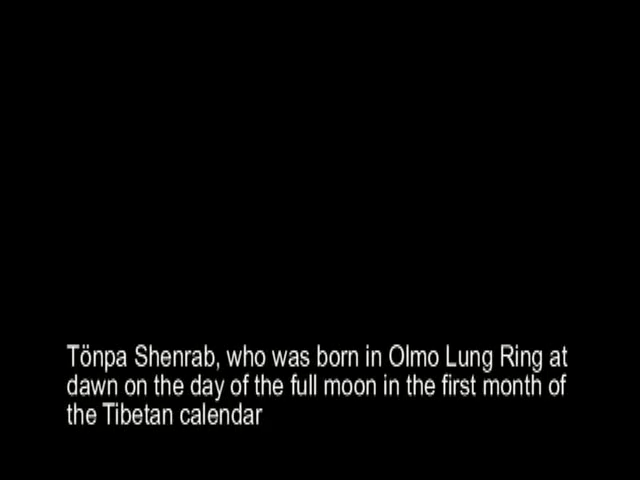 Tönpa Shenrab, who was born in Olmo Lung Ring at
dawn on the day of the full moon in the first month of
the Tibetan calendar